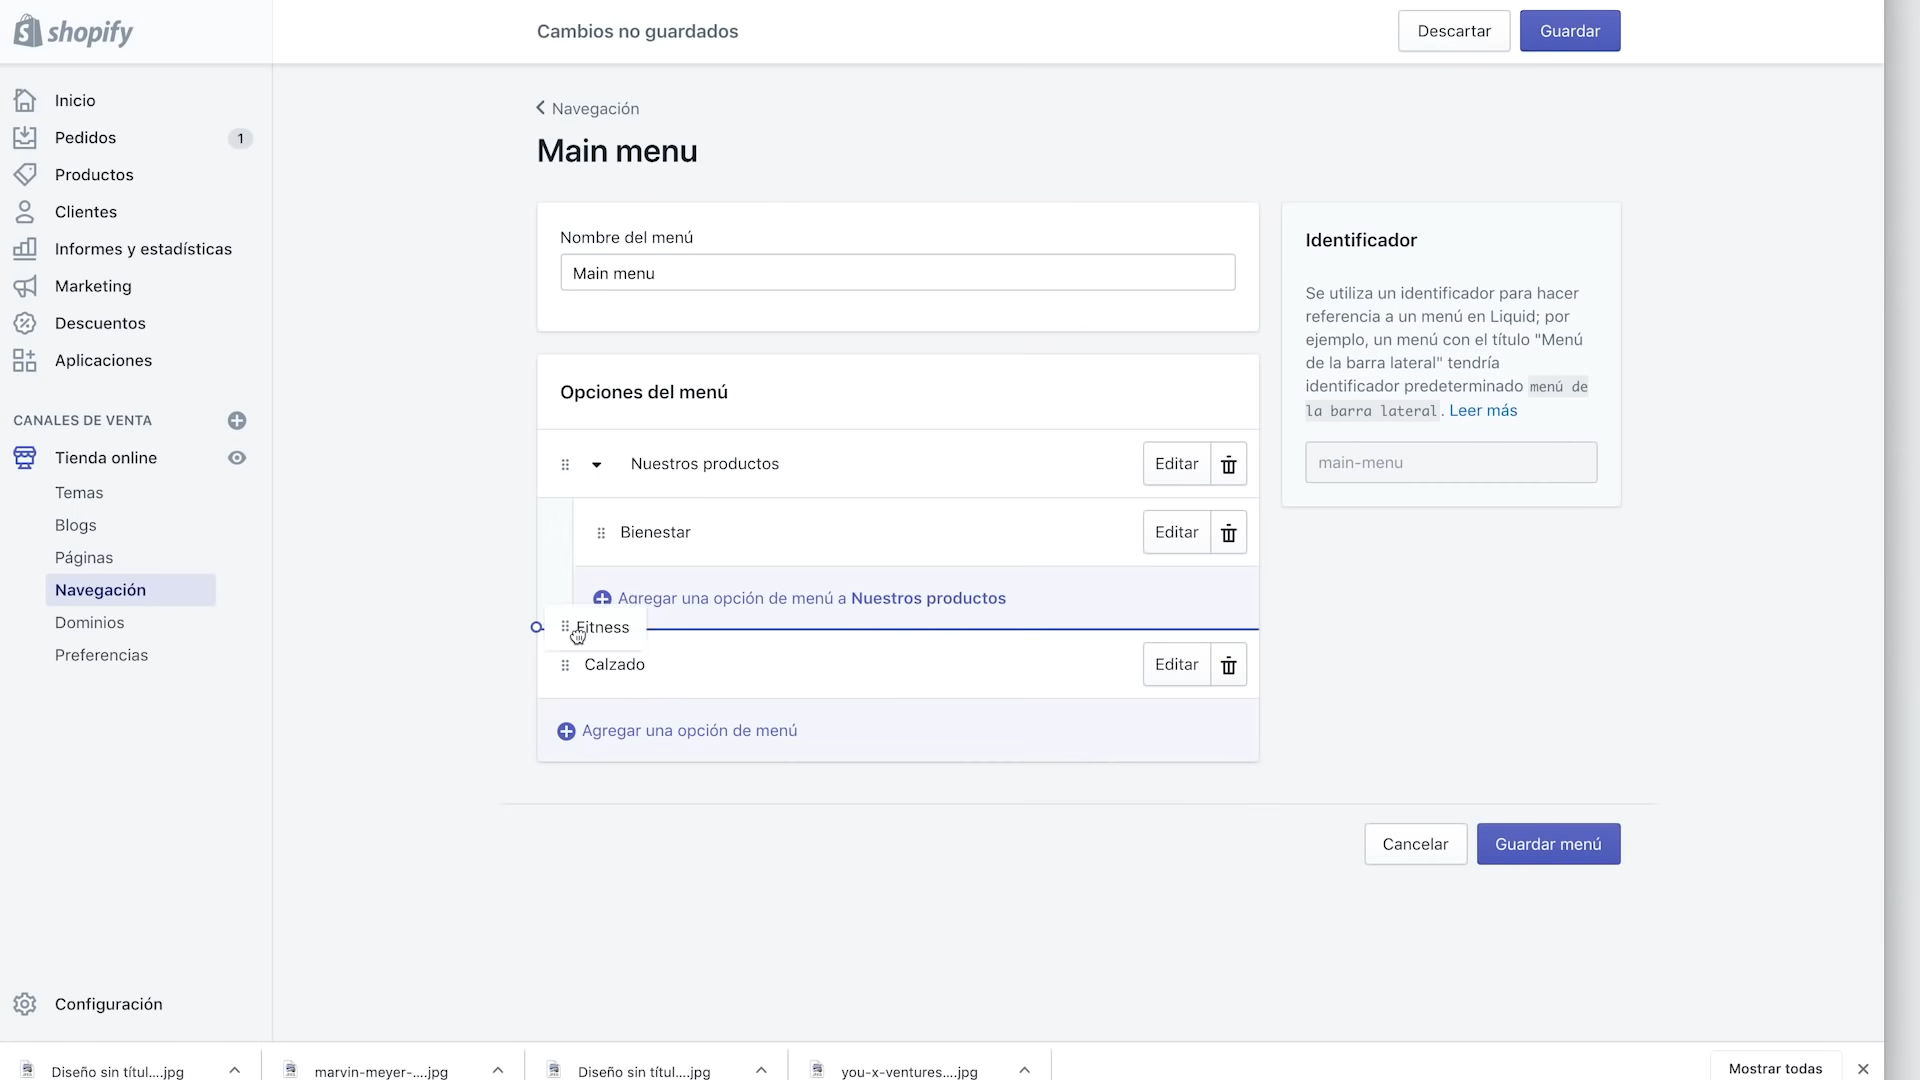 shopify
Cambios no guardados
Descartar
Guardar
Inicio
Pedidos
1
Productos
Clientes
Informes y estadísticas
Marketing
Descuentos
Aplicaciones
CANALES DE VENTA
Tienda online
Temas
Blogs
Páginas
Navegación
Dominios
Preferencias
Configuración
Navegación
Main menu
Nombre del menú
Main menu
Opciones del menú
Nuestros productos
Editar
Bienestar
Editar
Agregar una opción de menú a Nuestros productos
Fitness
Calzado
Editar
Agregar una opción de menú
Identificador
Se utiliza un identificador para hacer
referencia a un menú en Liquid; por
ejemplo, un menú con el título "Menú
de la barra lateral" tendría
identificador predeterminado menú de
la barra lateral. Leer más
main-menu
Cancelar
Guardar menú
Diseño sin títul....jpg
marvin-meyer-....jpg
Diseño sin títul....jpg
you-x-ventures....jpg
Mostrar todas